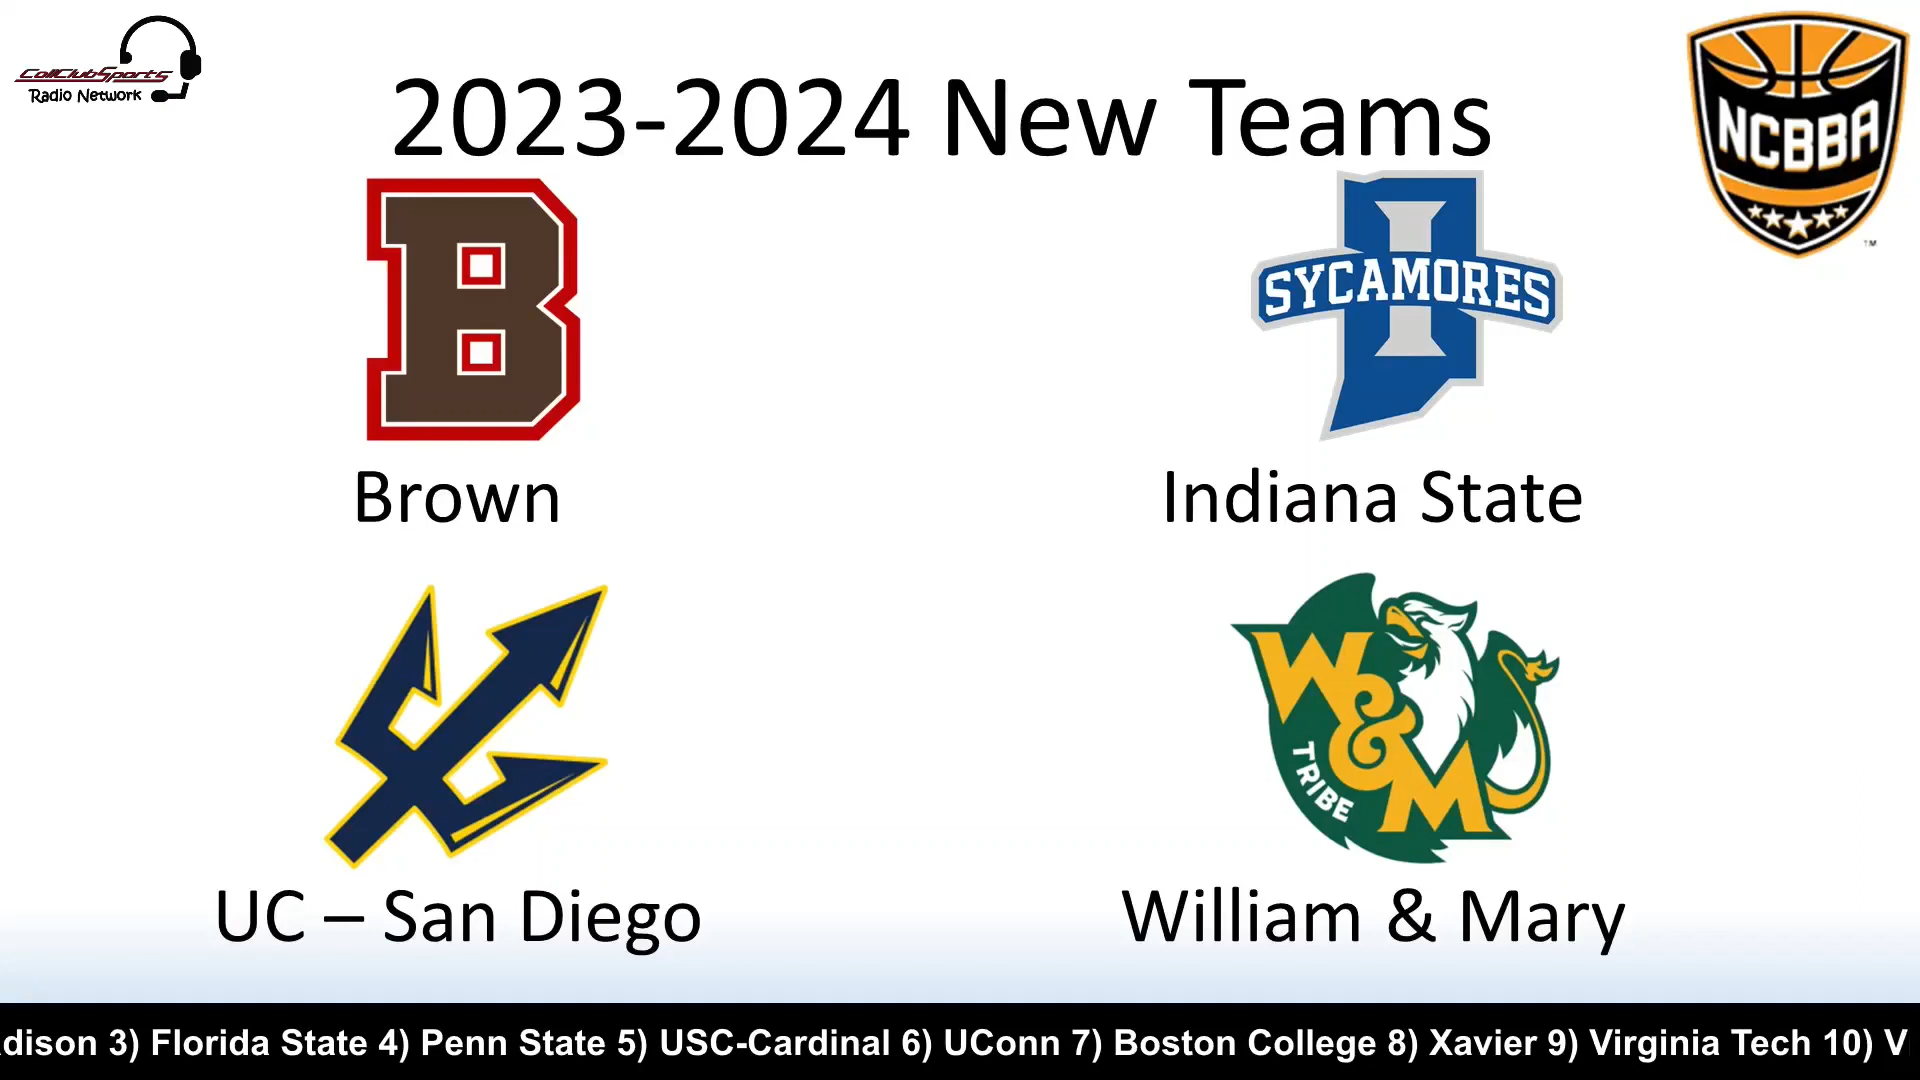 CollClubSports
Radio Network
2023-2024 New Teams
NCBBA
TM
B
SYCAMORES
Brown
Indiana State
W&M
TRIBE
UC – San Diego
William & Mary
dison 3) Florida State 4) Penn State 5) USC-Cardinal 6) UConn 7) Boston College 8) Xavier 9) Virginia Tech 10) V